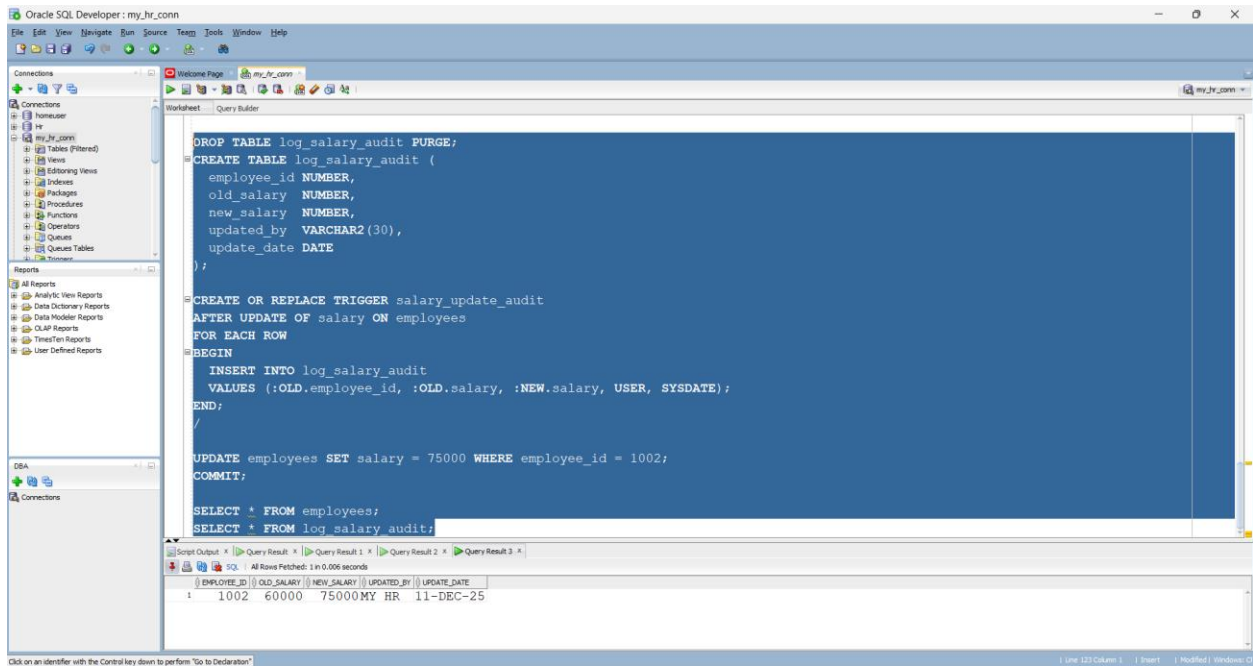 Oracle SQL Developer : my_hr_conn
File Edit View Navigate Run Source Team Tools Window Help
Connections
Connections
homeuser
Hr
my_hr_conn
Tables (Filtered)
Views
Editioning Views
Indexes
Packages
Procedures
Functions
Operators
Queues
Queues Tables
Triggers
Reports
All Reports
Analytic View Reports
Data Dictionary Reports
Data Modeler Reports
OLAP Reports
TimesTen Reports
User Defined Reports
DBA
Connections
Welcome Page my_hr_conn
my_hr_conn
Worksheet Query Builder
DROP TABLE log_salary_audit PURGE;
CREATE TABLE log_salary_audit (
employee_id NUMBER,
old_salary NUMBER,
new_salary NUMBER,
updated_by VARCHAR2(30),
update_date DATE
);
CREATE OR REPLACE TRIGGER salary_update_audit
AFTER UPDATE OF salary ON employees
FOR EACH ROW
BEGIN
INSERT INTO log_salary_audit
VALUES (:OLD.employee_id, :OLD.salary, :NEW.salary, USER, SYSDATE);
END;
/
UPDATE employees SET salary = 75000 WHERE employee_id = 1002;
COMMIT;
SELECT * FROM employees;
SELECT * FROM log_salary_audit;
Script Output x Query Result x Query Result 1 x Query Result 2 x Query Result 3 x
SQL | All Rows Fetched: 1 in 0.006 seconds
EMPLOYEE_ID OLD_SALARY NEW_SALARY UPDATED_BY UPDATE_DATE
1 1002 60000 75000 MY HR 11-DEC-25
Click on an identifier with the Control key down to perform "Go to Declaration"
Line 123 Column 1 | Insert | Modified | Windows: C